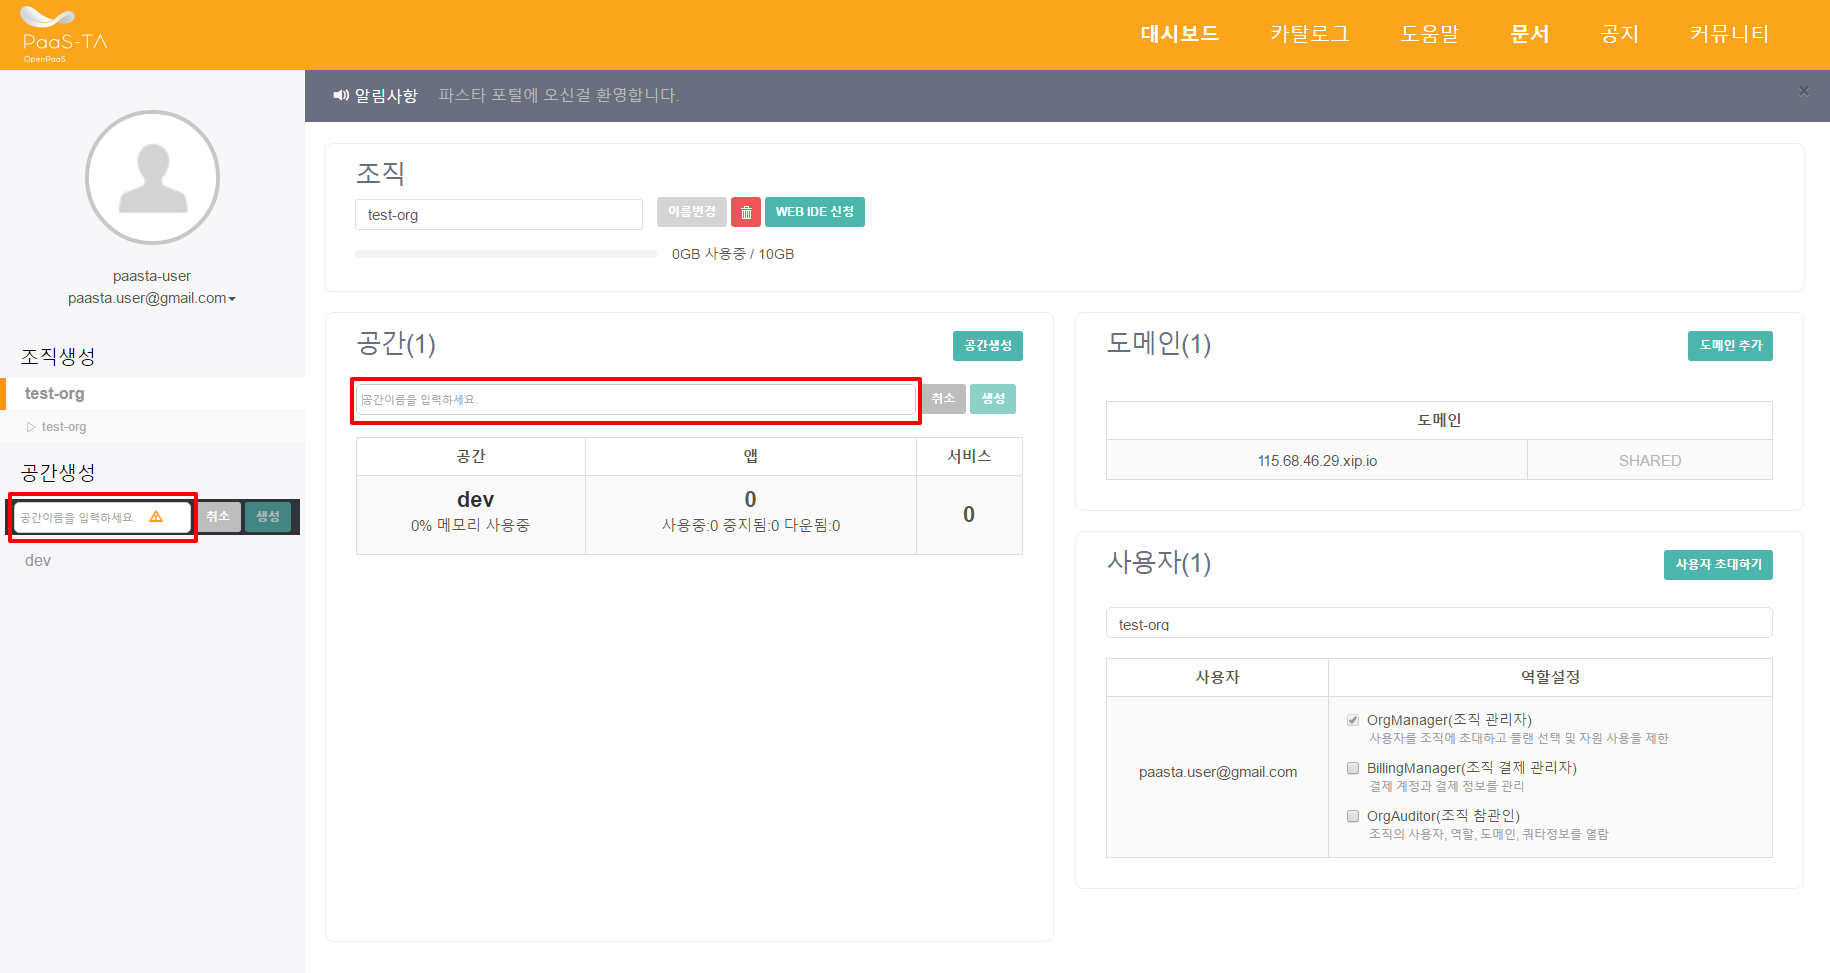 PaaS-TA
OpenPaaS
대시보드 카탈로그 도움말 문서 공지 커뮤니티
알림사항 파스타 포털에 오신걸 환영합니다. ×
paasta-user
paasta.user@gmail.com
조직생성
test-org
test-org
공간생성
공간이름을 입력하세요. 취소 생성
dev
조직
test-org 이름변경 WEB IDE 신청
0GB 사용중 / 10GB
공간(1) 공간생성
공간이름을 입력하세요. 취소 생성
공간 앱 서비스
dev 0 0
0% 메모리 사용중 사용중:0 중지됨:0 다운됨:0
도메인(1) 도메인 추가
도메인
115.68.46.29.xip.io SHARED
사용자(1) 사용자 초대하기
test-org
사용자 역할설정
paasta.user@gmail.com
OrgManager(조직 관리자)
사용자를 조직에 초대하고 플랜 선택 및 자원 사용을 제한
BillingManager(조직 결제 관리자)
결제 계정과 결제 정보를 관리
OrgAuditor(조직 참관인)
조직의 사용자, 역할, 도메인, 쿼타정보를 열람